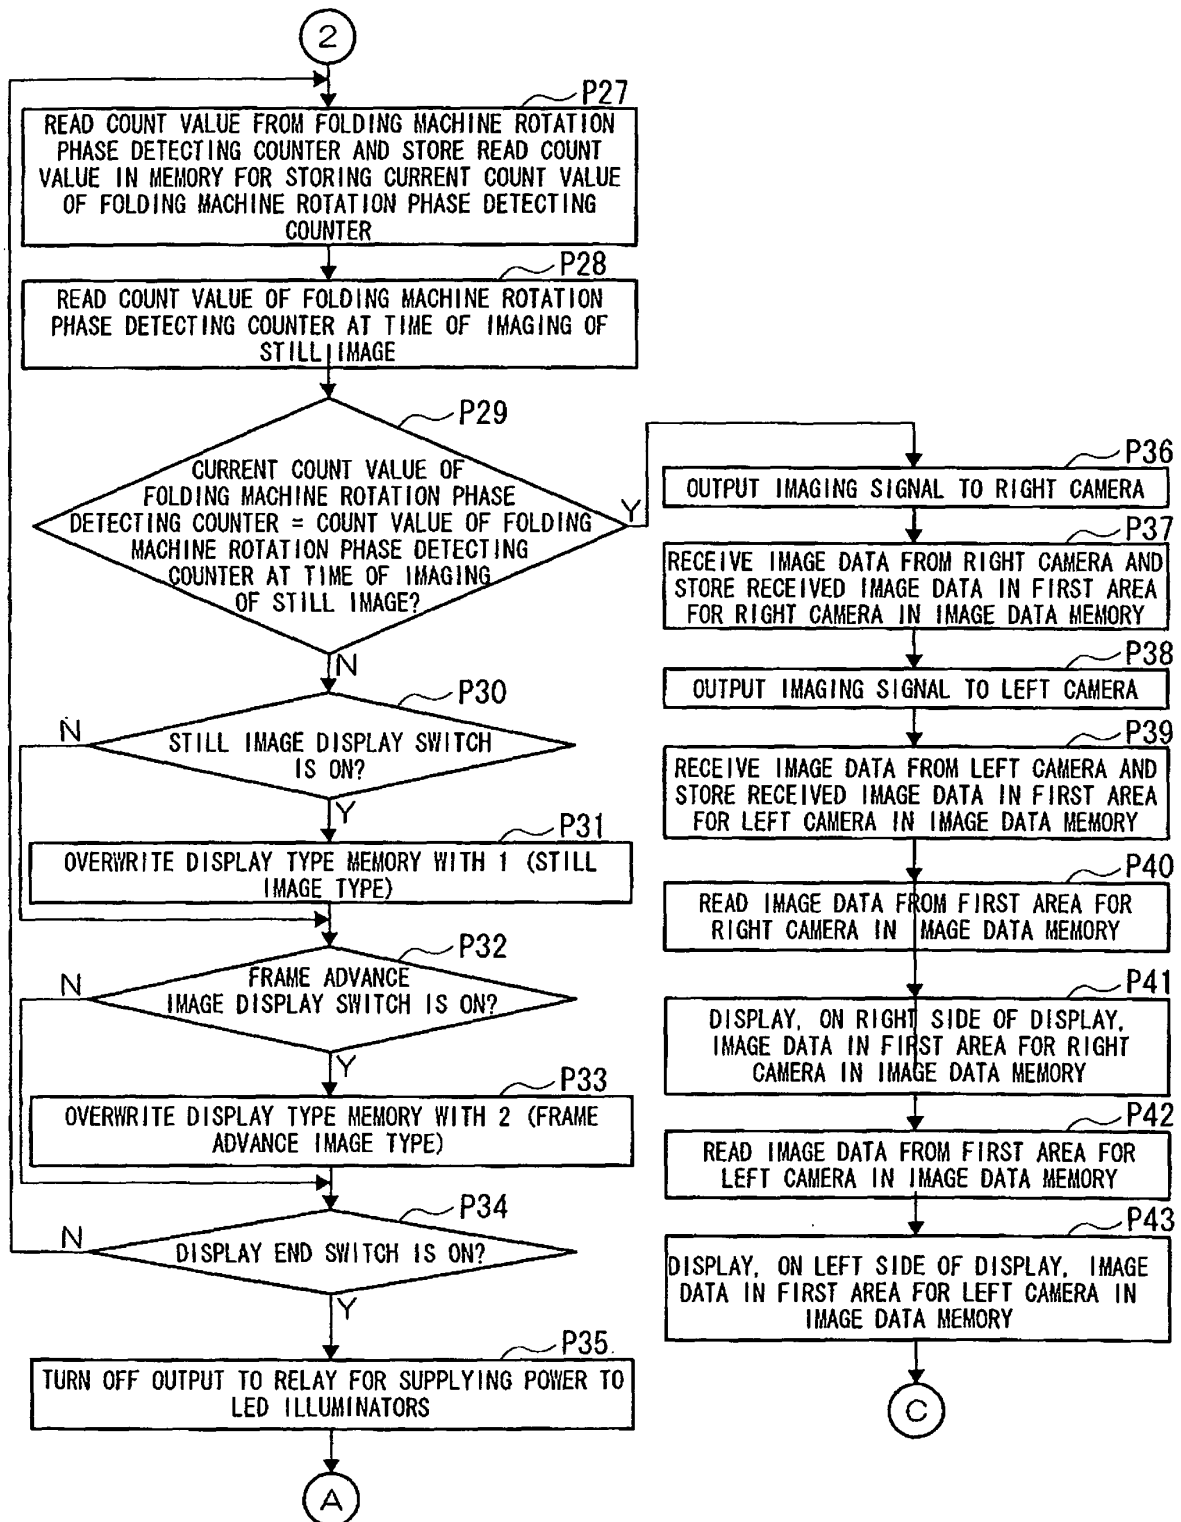 2
P27
READ COUNT VALUE FROM FOLDING MACHINE ROTATION
PHASE DETECTING COUNTER AND STORE READ COUNT
VALUE IN MEMORY FOR STORING CURRENT COUNT VALUE
OF FOLDING MACHINE ROTATION PHASE DETECTING
COUNTER
P28
READ COUNT VALUE OF FOLDING MACHINE ROTATION
PHASE DETECTING COUNTER AT TIME OF IMAGING OF
STILL IMAGE
P29
CURRENT COUNT VALUE OF
FOLDING MACHINE ROTATION PHASE
DETECTING COUNTER = COUNT VALUE OF FOLDING
MACHINE ROTATION PHASE DETECTING
COUNTER AT TIME OF IMAGING
OF STILL IMAGE?
Y
N
P30
N
STILL IMAGE DISPLAY SWITCH
IS ON?
Y
P31
OVERWRITE DISPLAY TYPE MEMORY WITH 1 (STILL
IMAGE TYPE)
P32
N
FRAME ADVANCE
IMAGE DISPLAY SWITCH IS ON?
Y
P33
OVERWRITE DISPLAY TYPE MEMORY WITH 2 (FRAME
ADVANCE IMAGE TYPE)
P34
N
DISPLAY END SWITCH IS ON?
Y
P35
TURN OFF OUTPUT TO RELAY FOR SUPPLYING POWER TO
LED ILLUMINATORS
A
P36
OUTPUT IMAGING SIGNAL TO RIGHT CAMERA
P37
RECEIVE IMAGE DATA FROM RIGHT CAMERA AND
STORE RECEIVED IMAGE DATA IN FIRST AREA
FOR RIGHT CAMERA IN IMAGE DATA MEMORY
P38
OUTPUT IMAGING SIGNAL TO LEFT CAMERA
P39
RECEIVE IMAGE DATA FROM LEFT CAMERA AND
STORE RECEIVED IMAGE DATA IN FIRST AREA
FOR LEFT CAMERA IN IMAGE DATA MEMORY
P40
READ IMAGE DATA FROM FIRST AREA FOR
RIGHT CAMERA IN IMAGE DATA MEMORY
P41
DISPLAY, ON RIGHT SIDE OF DISPLAY,
IMAGE DATA IN FIRST AREA FOR RIGHT
CAMERA IN IMAGE DATA MEMORY
P42
READ IMAGE DATA FROM FIRST AREA FOR
LEFT CAMERA IN IMAGE DATA MEMORY
P43
DISPLAY, ON LEFT SIDE OF DISPLAY, IMAGE
DATA IN FIRST AREA FOR LEFT CAMERA IN
IMAGE DATA MEMORY
C